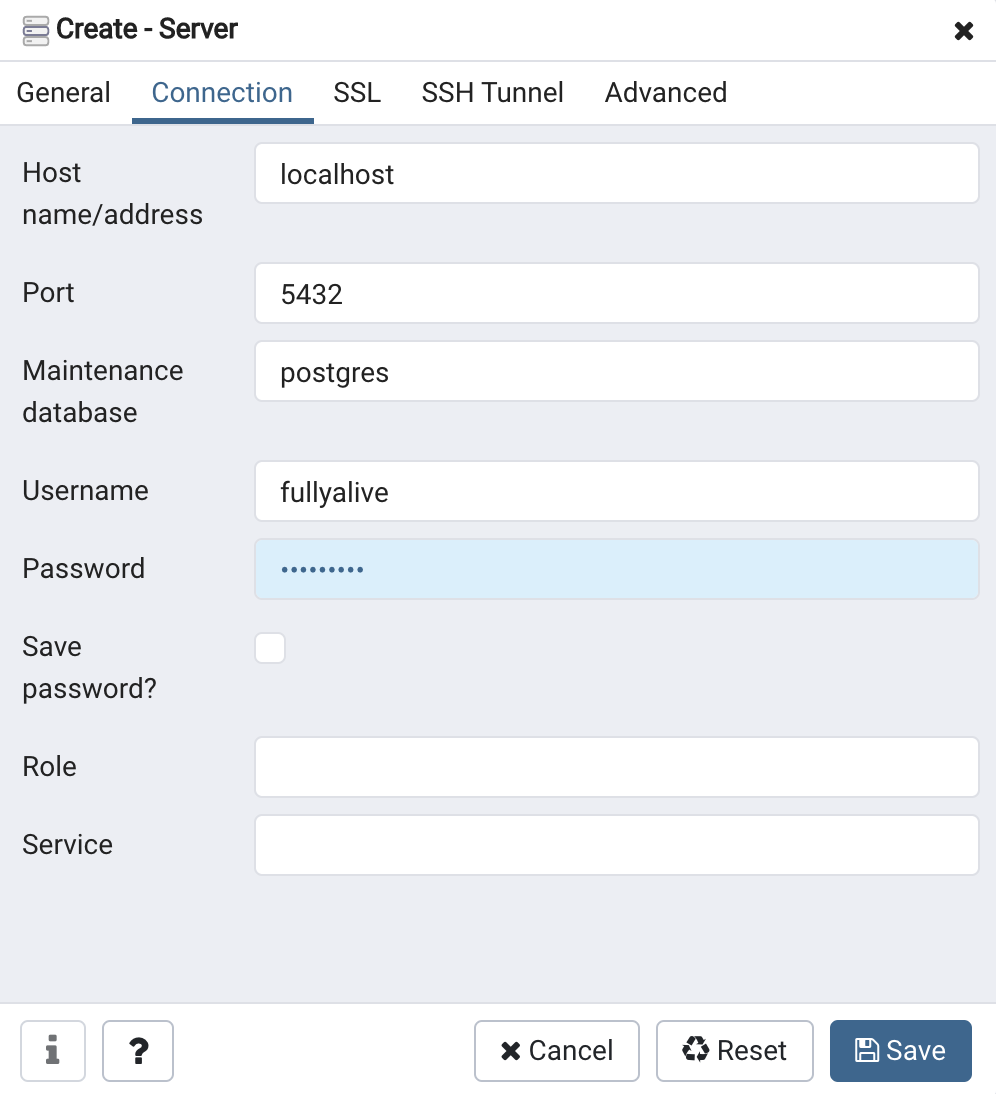 Create - Server
General Connection SSL SSH Tunnel Advanced
Host
name/address
localhost
Port
5432
Maintenance
database
postgres
Username
fullyalive
Password
•••••••••
Save
password?
Role
Service
i ? Cancel Reset Save